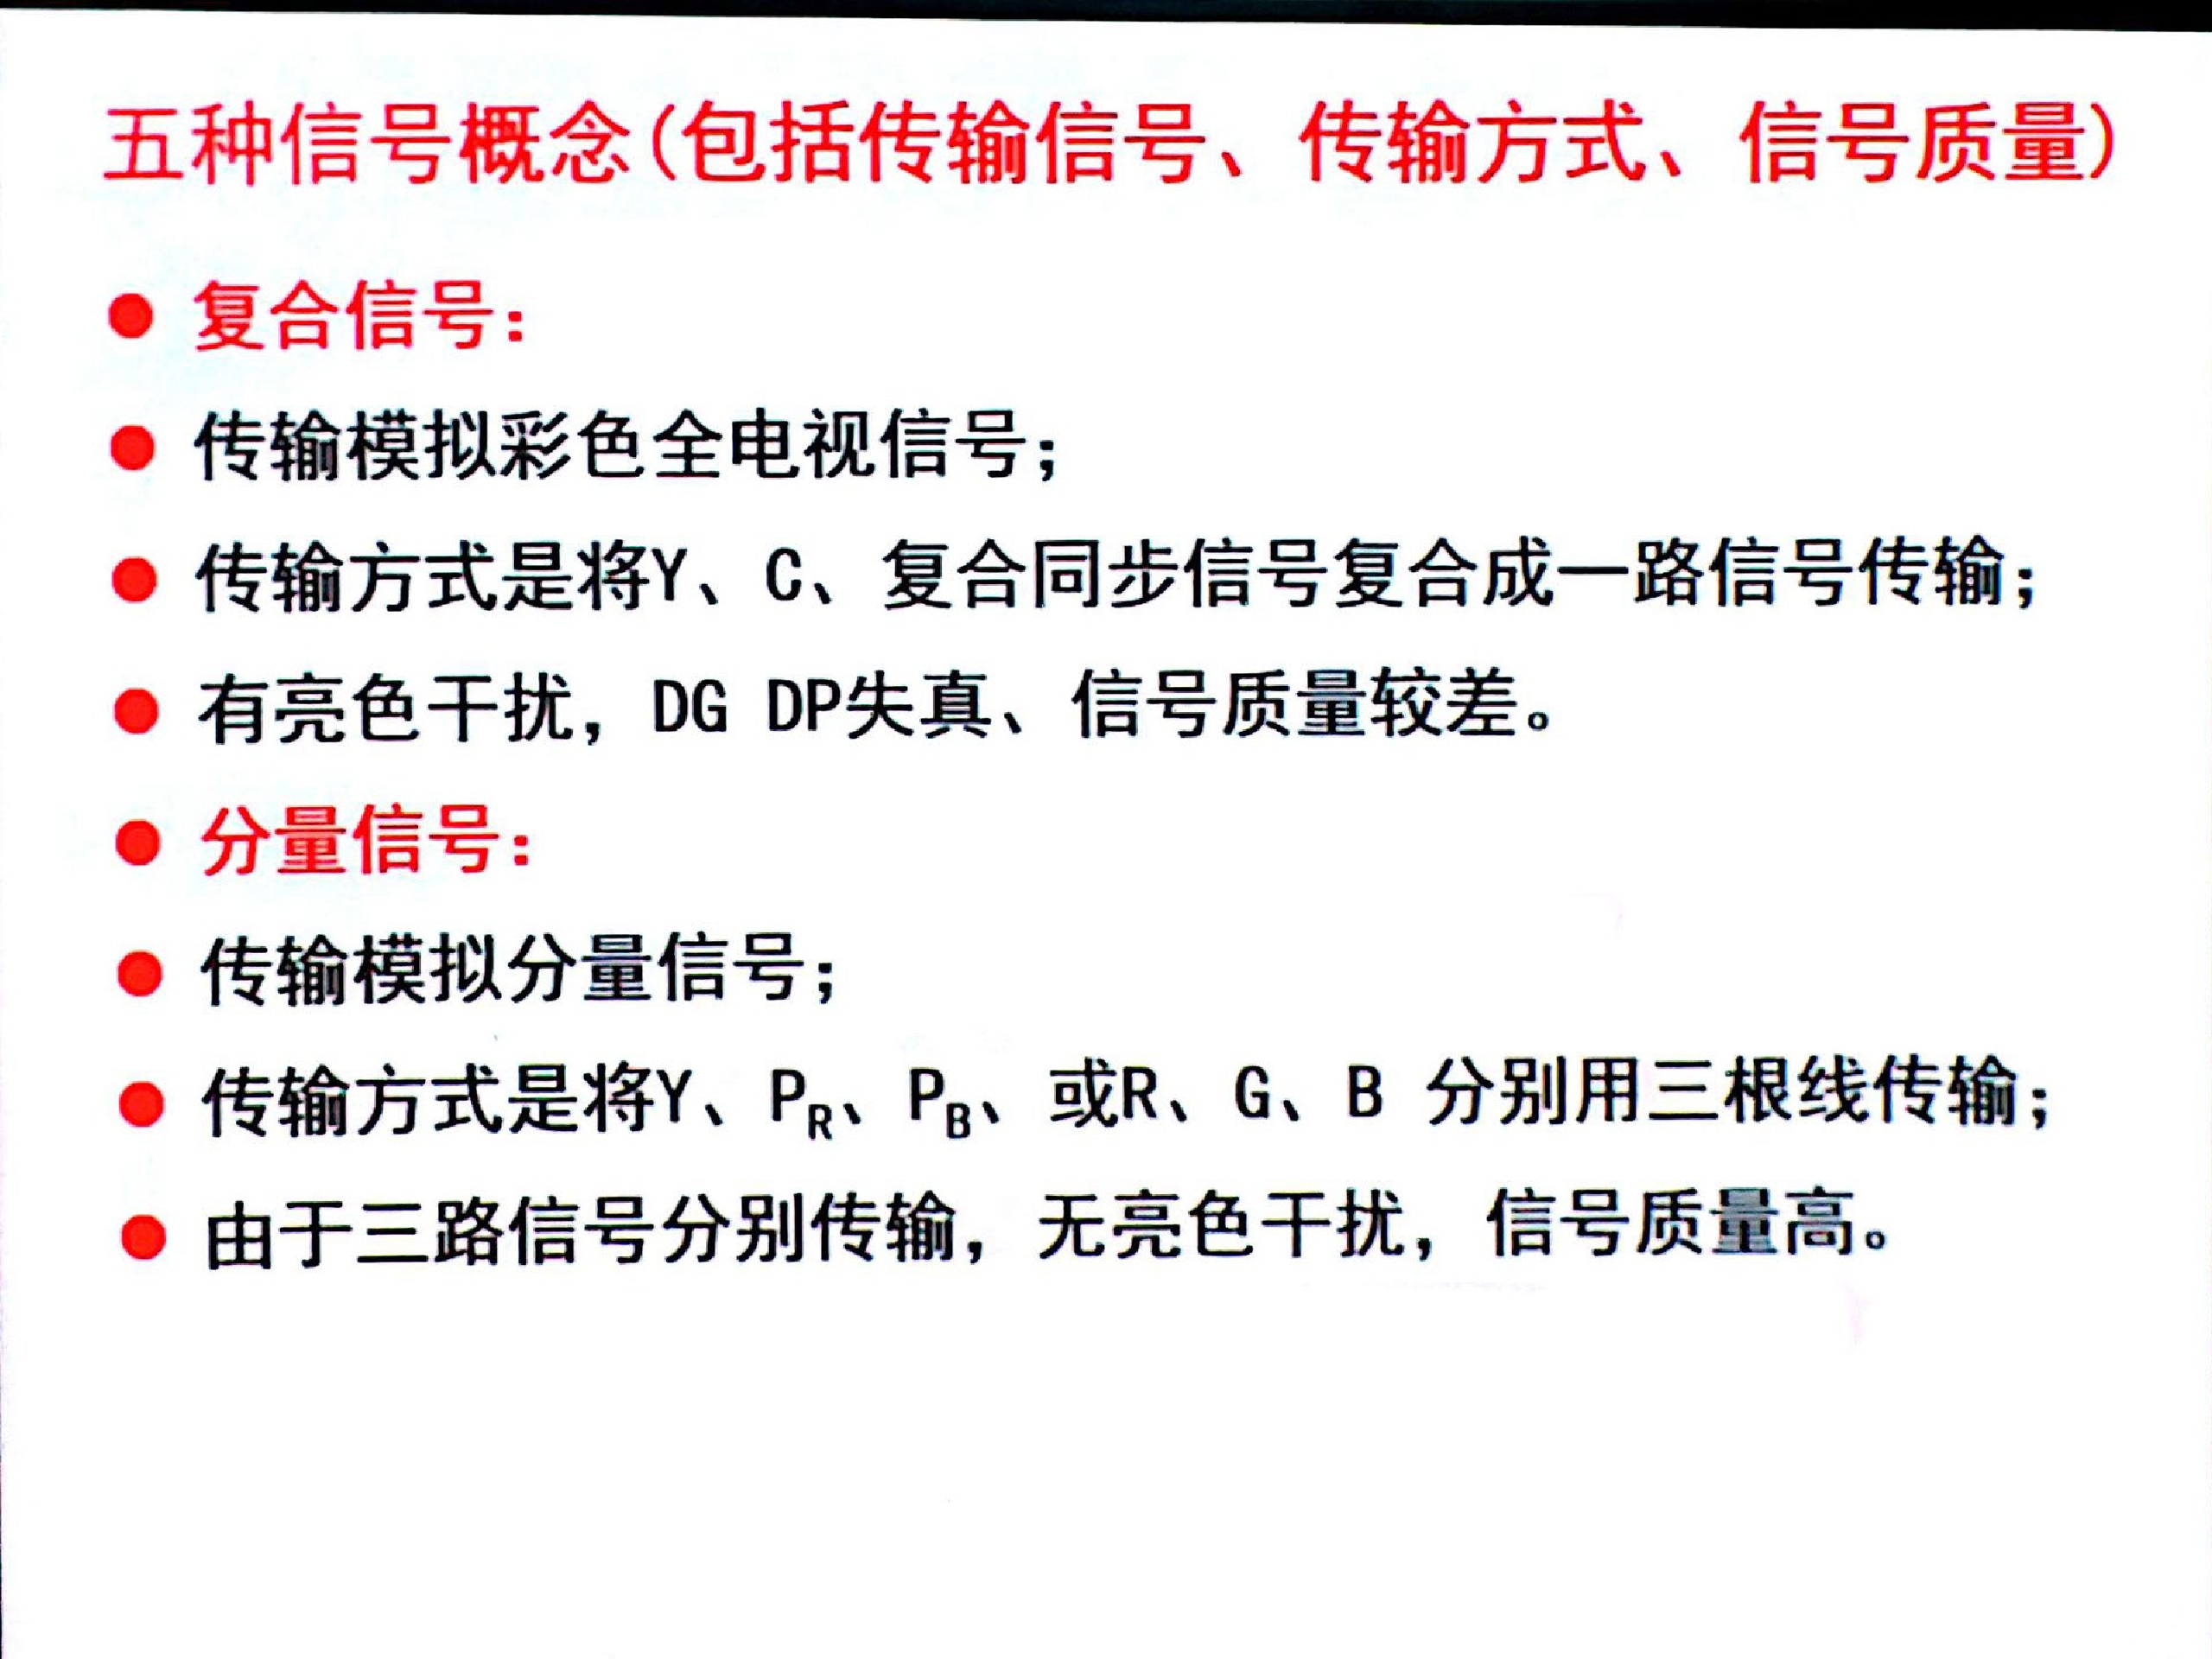 五种信号概念(包括传输信号、传输方式、信号质量)
● 复合信号：
● 传输模拟彩色全电视信号；
● 传输方式是将Y、C、复合同步信号复合成一路信号传输；
● 有亮色干扰，DG DP失真、信号质量较差。
● 分量信号：
● 传输模拟分量信号；
● 传输方式是将Y、P_R、P_B、或R、G、B 分别用三根线传输；
● 由于三路信号分别传输，无亮色干扰，信号质量高。